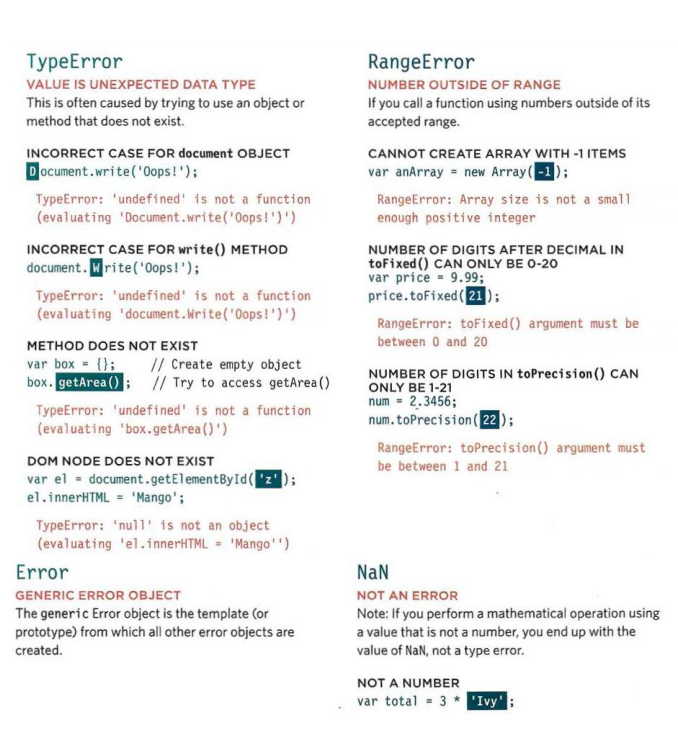 TypeError
VALUE IS UNEXPECTED DATA TYPE
This is often caused by trying to use an object or
method that does not exist.
INCORRECT CASE FOR document OBJECT
Document.write('Oops!');
TypeError: 'undefined' is not a function
(evaluating 'Document.write('Oops!')')
INCORRECT CASE FOR write() METHOD
document.Write('Oops!');
TypeError: 'undefined' is not a function
(evaluating 'document.Write('Oops!')')
METHOD DOES NOT EXIST
var box = {}; // Create empty object
box.getArea(); // Try to access getArea()
TypeError: 'undefined' is not a function
(evaluating 'box.getArea()')
DOM NODE DOES NOT EXIST
var el = document.getElementById('z');
el.innerHTML = 'Mango';
TypeError: 'null' is not an object
(evaluating 'el.innerHTML = 'Mango'')
RangeError
NUMBER OUTSIDE OF RANGE
If you call a function using numbers outside of its
accepted range.
CANNOT CREATE ARRAY WITH -1 ITEMS
var anArray = new Array(-1);
RangeError: Array size is not a small
enough positive integer
NUMBER OF DIGITS AFTER DECIMAL IN
toFixed() CAN ONLY BE 0-20
var price = 9.99;
price.toFixed(21);
RangeError: toFixed() argument must be
between 0 and 20
NUMBER OF DIGITS IN toPrecision() CAN
ONLY BE 1-21
num = 2.3456;
num.toPrecision(22);
RangeError: toPrecision() argument must
be between 1 and 21
Error
GENERIC ERROR OBJECT
The generic Error object is the template (or
prototype) from which all other error objects are
created.
NaN
NOT AN ERROR
Note: If you perform a mathematical operation using
a value that is not a number, you end up with the
value of NaN, not a type error.
NOT A NUMBER
var total = 3 * 'Ivy';